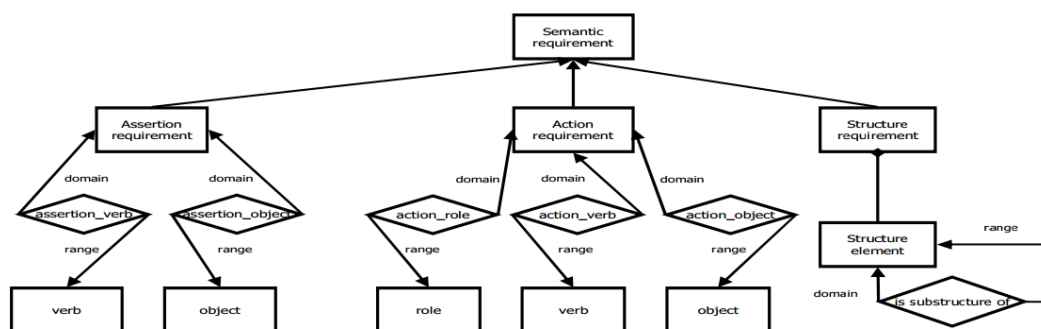 Semantic
requirement
Assertion
requirement
Action
requirement
Structure
requirement
domain
domain
domain
domain
domain
assertion_verb
assertion_object
action_role
action_verb
action_object
range
range
range
range
range
range
Structure
element
domain
is substructure of
verb
object
role
verb
object